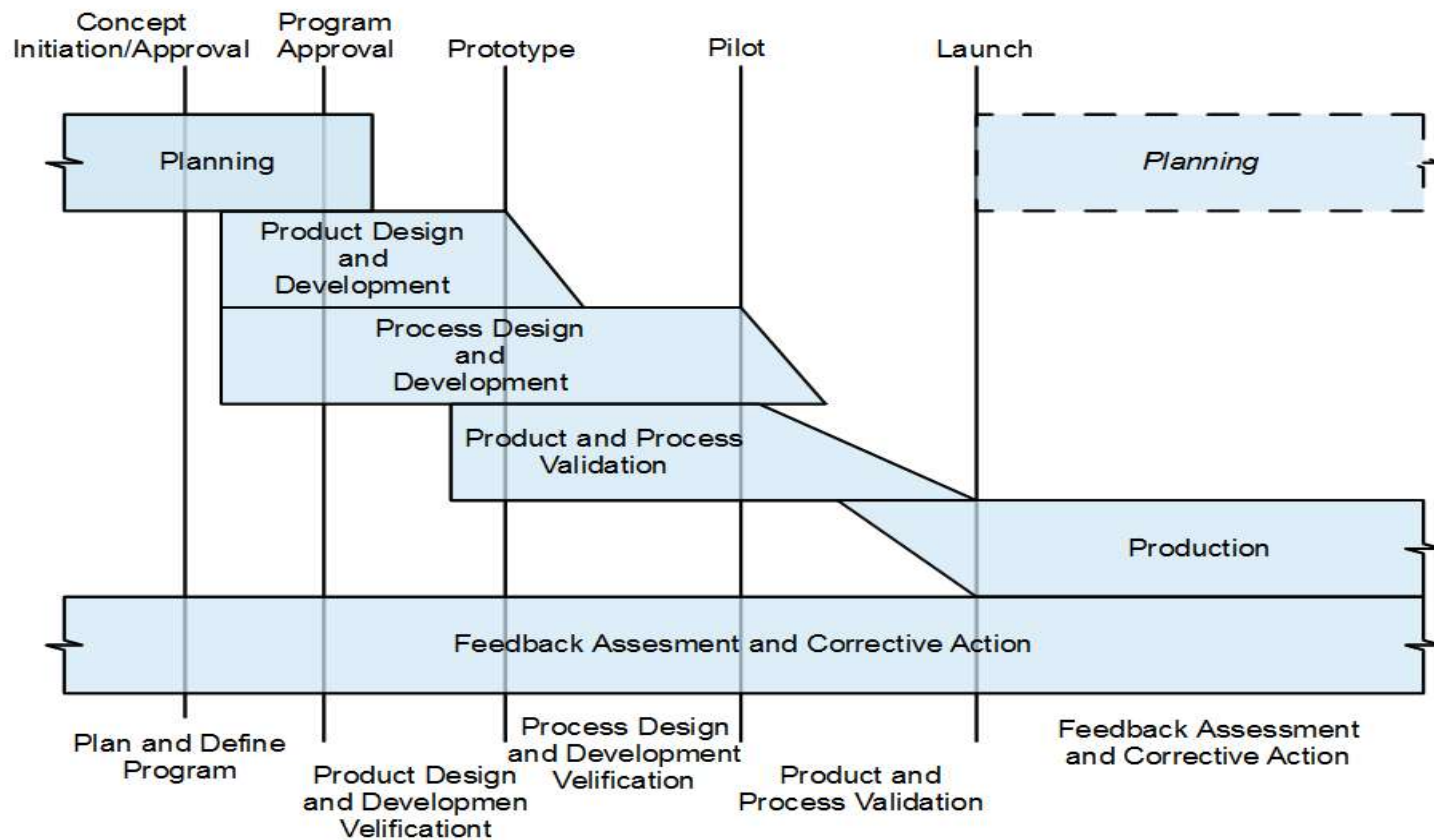 Concept
Initiation/Approval
Program
Approval
Prototype
Pilot
Launch
Planning
Planning
Product Design
and
Development
Process Design
and
Development
Product and Process
Validation
Production
Feedback Assesment and Corrective Action
Plan and Define
Program
Product Design
and Developmen
Velificationt
Process Design
and Development
Velification
Product and
Process Validation
Feedback Assessment
and Corrective Action